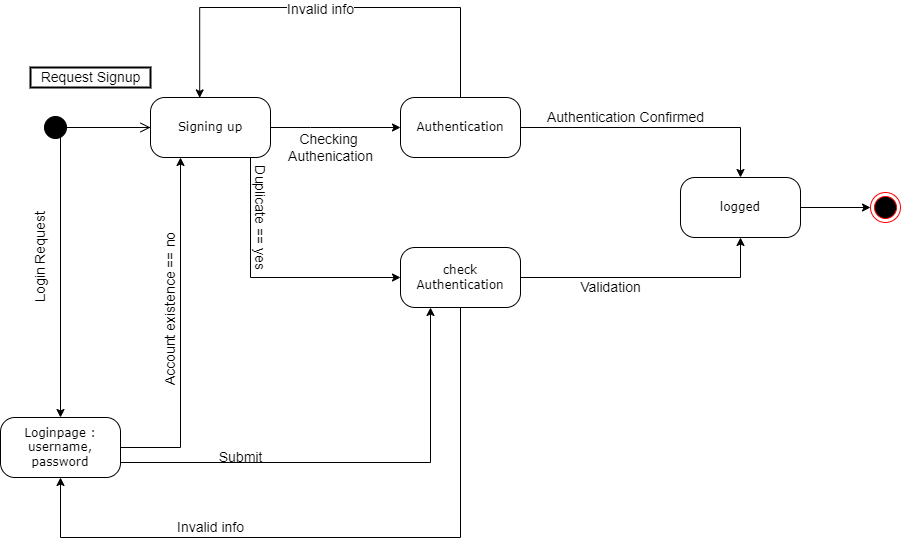 Invalid info
Request Signup
Signing up
Checking
Authenication
Authentication
Authentication Confirmed
Duplicate == yes
logged
Login Request
Account existence == no
check
Authentication
Validation
Loginpage :
username,
password
Submit
Invalid info